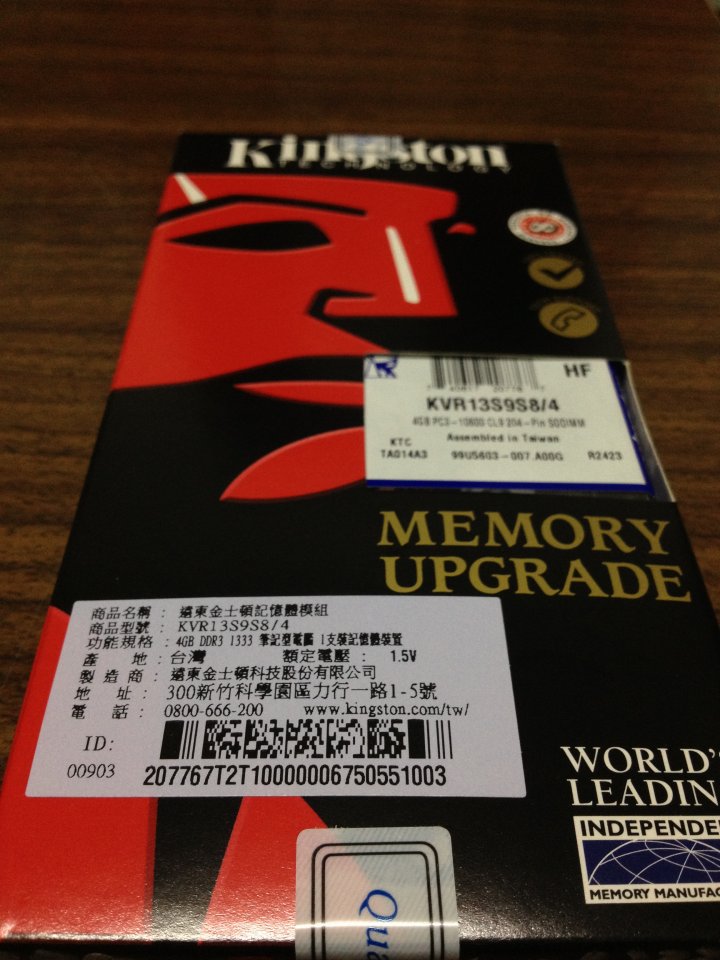 Kingston
TECHNOLOGY
HF
KVR13S9S8/4
4GB PC3-10600 CL9 204-Pin SODIMM
Assembled in Taiwan
KTC
TA014A3 99U5603-007.A00G R2423
MEMORY
UPGRADE
商品名稱：遠東金士頓記憶體模組
商品型號：KVR13S9S8/4
功能規格：4GB DDR3 1333 筆記型電腦 1支裝記憶體裝置
產地：台灣 額定電壓：1.5V
製造商：遠東金士頓科技股份有限公司
地址：300新竹科學園區力行一路1-5號
電話：0800-666-200 www.kingston.com/tw/
ID:
00903 207767T2T10000006750551003
WORLD'
LEADIN
INDEPENDE
MEMORY MANUFAC
Qua